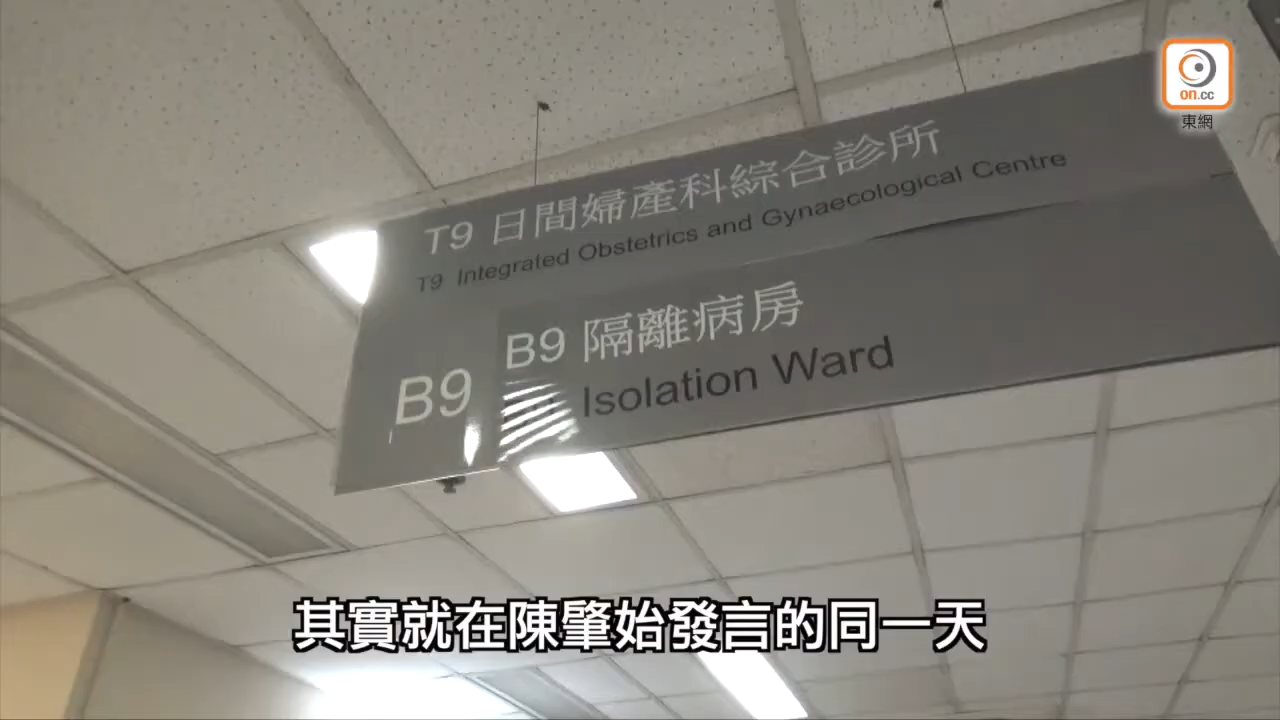 on.cc
東網
T9 日間婦產科綜合診所
T9 Integrated Obstetrics and Gynaecological Centre
B9
B9 隔離病房
Isolation Ward
其實就在陳肇始發言的同一天